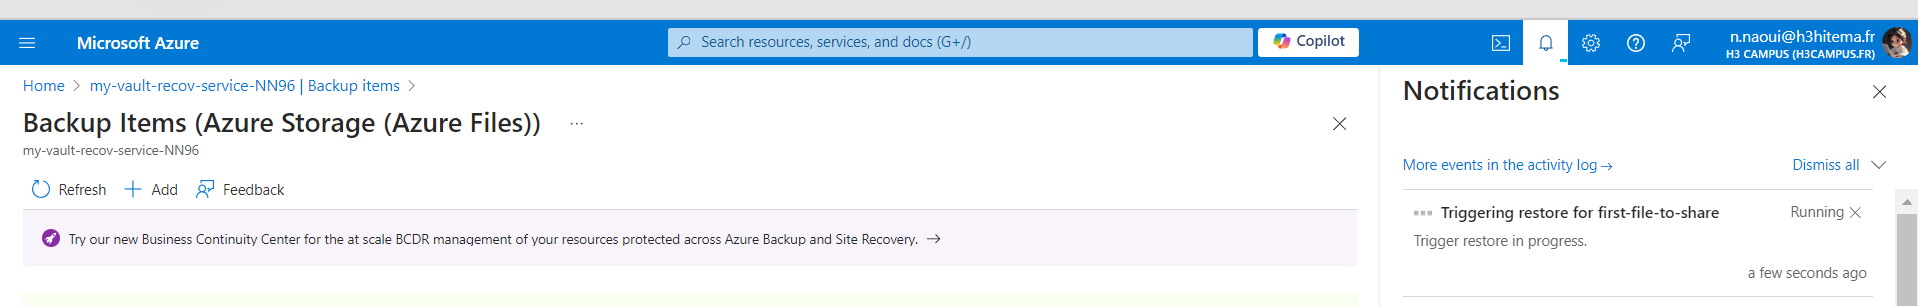 Microsoft Azure
Search resources, services, and docs (G+/)
Copilot
n.naoui@h3hitema.fr
H3 CAMPUS (H3CAMPUS.FR)
Home > my-vault-recov-service-NN96 | Backup items >
Backup Items (Azure Storage (Azure Files)) ...
my-vault-recov-service-NN96
Refresh Add Feedback
Try our new Business Continuity Center for the at scale BCDR management of your resources protected across Azure Backup and Site Recovery. →
Notifications
More events in the activity log → Dismiss all
Triggering restore for first-file-to-share Running
Trigger restore in progress.
a few seconds ago